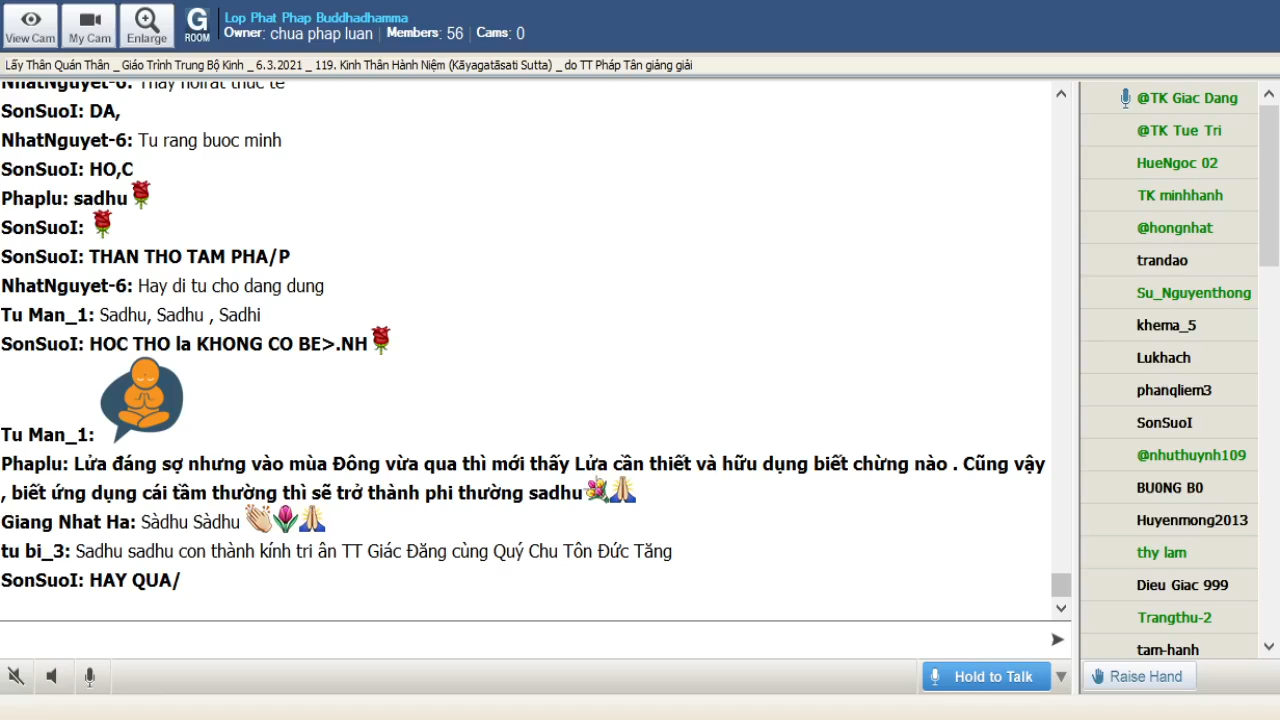 View Cam
My Cam
Enlarge
G
ROOM
Lop Phat Phap Buddhadhamma
Owner: chua phap luan | Members: 56 | Cams: 0
Lấy Thân Quán Thân _ Giáo Trình Trung Bộ Kinh _ 6.3.2021 _ 119. Kinh Thân Hành Niệm (Kāyagatāsati Sutta) _ do TT Pháp Tân giảng giải
NhatNguyet-6: Thay noirat thuc te
SonSuoI: DA,
NhatNguyet-6: Tu rang buoc minh
SonSuoI: HO,C
Phaplu: sadhu
SonSuoI:
SonSuoI: THAN THO TAM PHA/P
NhatNguyet-6: Hay di tu cho dang dung
Tu Man_1: Sadhu, Sadhu , Sadhi
SonSuoI: HOC THO la KHONG CO BE>.NH
Tu Man_1:
Phaplu: Lửa đáng sợ nhưng vào mùa Đông vừa qua thì mới thấy Lửa cần thiết và hữu dụng biết chừng nào . Cũng vậy
, biết ứng dụng cái tầm thường thì sẽ trở thành phi thường sadhu
Giang Nhat Ha: Sàdhu Sàdhu
tu bi_3: Sadhu sadhu con thành kính tri ân TT Giác Đăng cùng Quý Chu Tôn Đức Tăng
SonSuoI: HAY QUA/
@TK Giac Dang
@TK Tue Tri
HueNgoc 02
TK minhhanh
@hongnhat
trandao
Su_Nguyenthong
khema_5
Lukhach
phanqliem3
SonSuoI
@nhuthuynh109
BU0NG B0
Huyenmong2013
thy lam
Dieu Giac 999
Trangthu-2
tam-hanh
Hold to Talk
Raise Hand